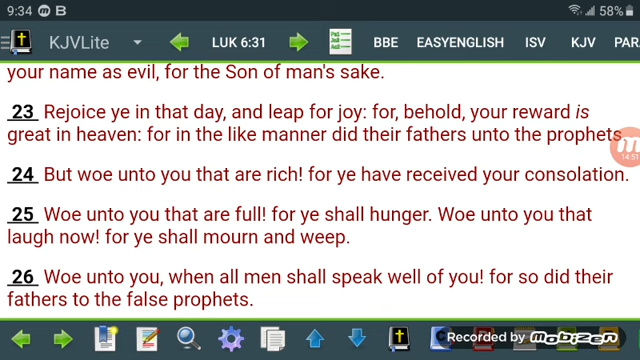 9:34 58%
KJVLite LUK 6:31 BBE EASYENGLISH ISV KJV PAR
your name as evil, for the Son of man's sake.
23 Rejoice ye in that day, and leap for joy: for, behold, your reward is
great in heaven: for in the like manner did their fathers unto the prophets.
14:51
24 But woe unto you that are rich! for ye have received your consolation.
25 Woe unto you that are full! for ye shall hunger. Woe unto you that
laugh now! for ye shall mourn and weep.
26 Woe unto you, when all men shall speak well of you! for so did their
fathers to the false prophets.
Recorded by mobizen